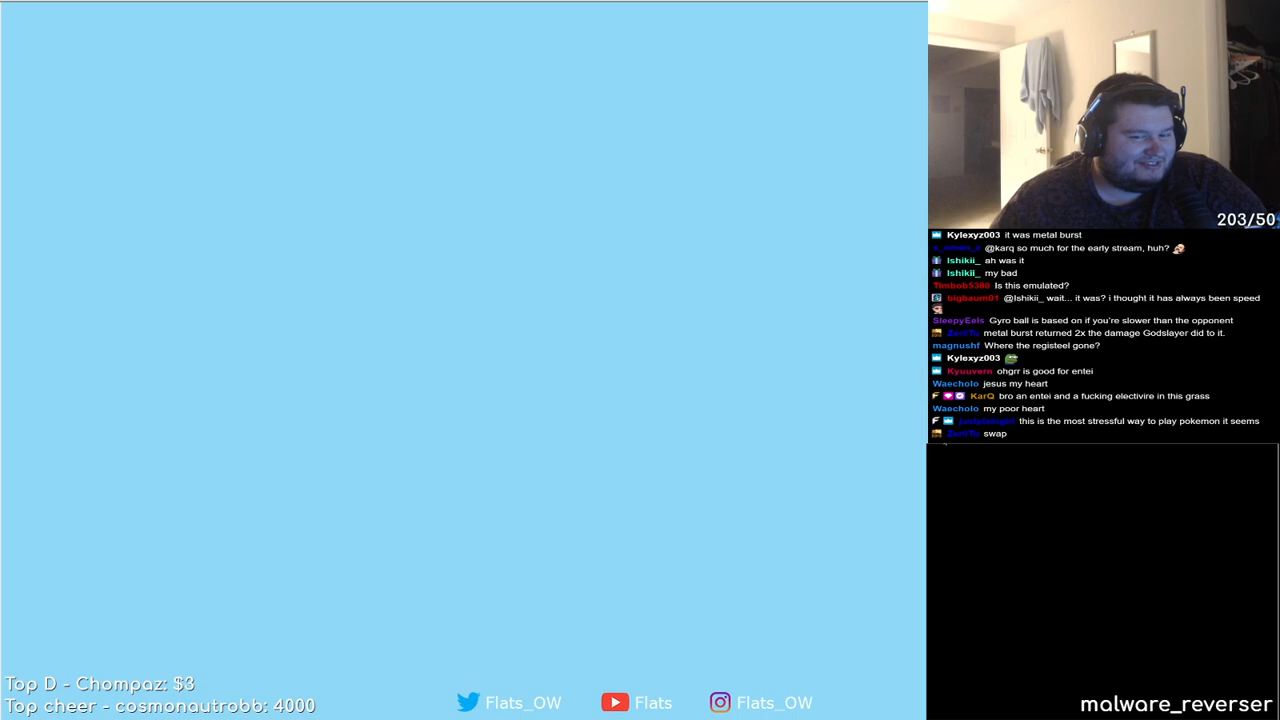 203/50
Kylexyz003 it was metal burst
@karq so much for the early stream, huh?
Ishikii_ ah was it
Ishikii_ my bad
Timbob5386 Is this emulated?
bigbaum01 @Ishikii_ wait... it was? i thought it has always been speed
SleepyEels Gyro ball is based on if you're slower than the opponent
metal burst returned 2x the damage Godslayer did to it.
magnushf Where the registeel gone?
Kylexyz003
Kyuuvern ohgrr is good for entei
Waecholo jesus my heart
KarQ bro an entei and a fucking electivire in this grass
Waecholo my poor heart
this is the most stressful way to play pokemon it seems
swap
Top D - Chompaz: $3
Top cheer - cosmonautrobb: 4000
Flats_OW
Flats
Flats_OW
malware_reverser